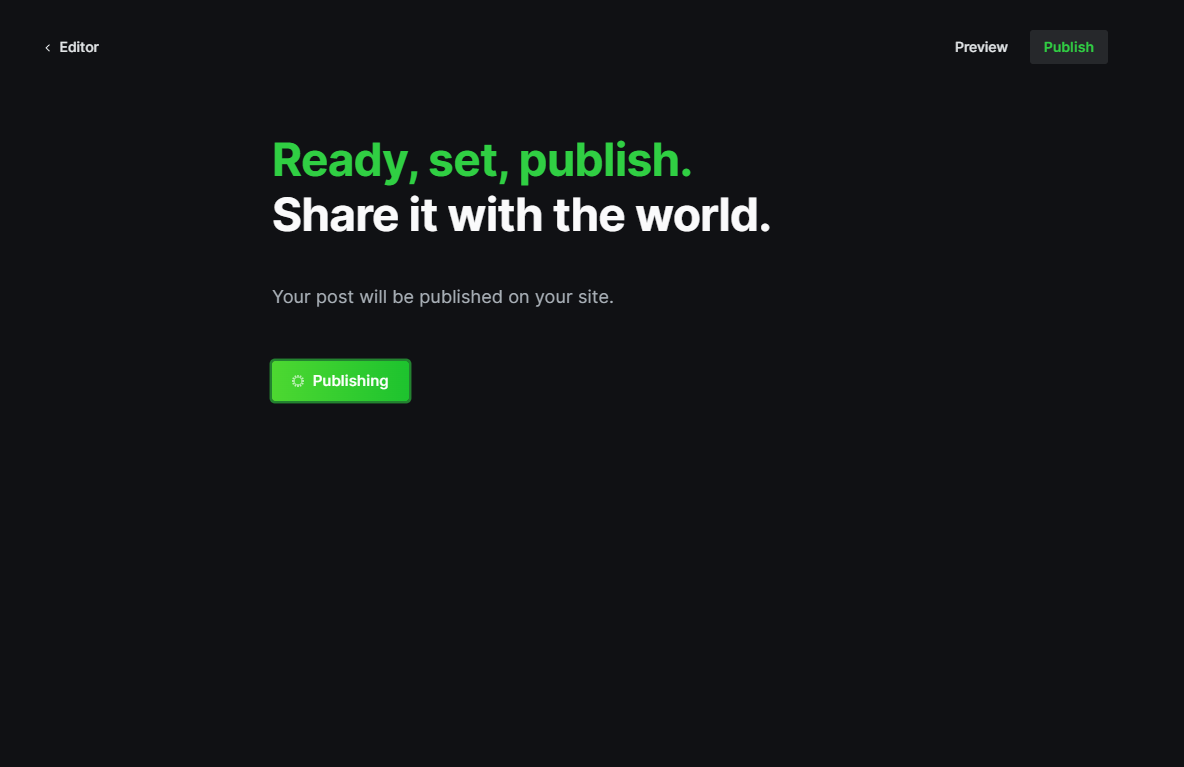 Editor
Preview
Publish
Ready, set, publish.
Share it with the world.
Your post will be published on your site.
Publishing